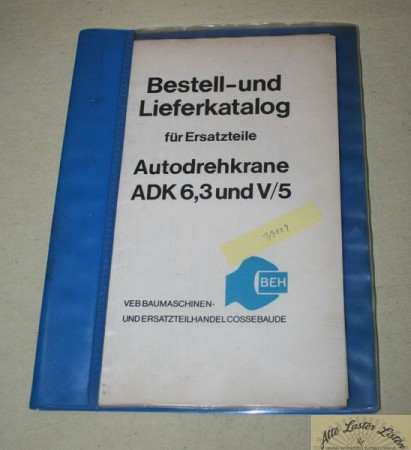 Bestell-und
Lieferkatalog
für Ersatzteile
Autodrehkrane
ADK 6,3 und V/5
BEH
VEB BAUMASCHINEN-
UND ERSATZTEILHANDEL COSSEBAUDE
Alte Laster Listen